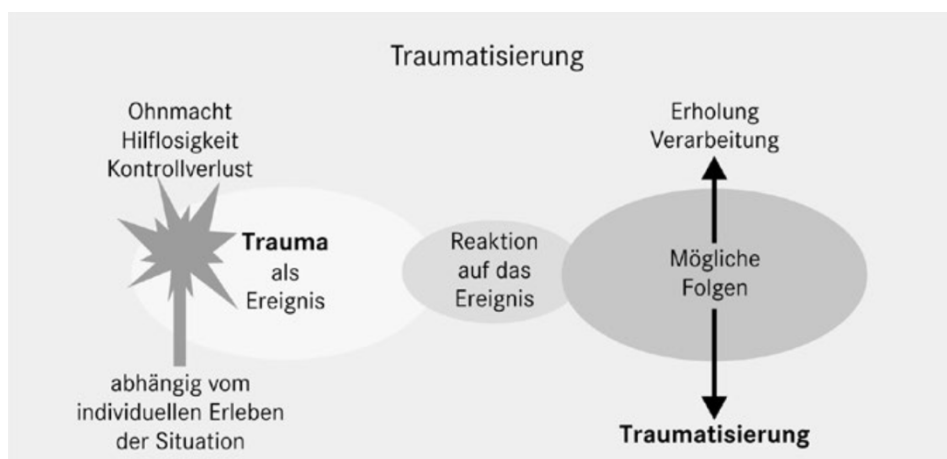 Traumatisierung
Ohnmacht
Hilflosigkeit
Kontrollverlust
Trauma
als
Ereignis
abhängig vom
individuellen Erleben
der Situation
Reaktion
auf das
Ereignis
Erholung
Verarbeitung
Mögliche
Folgen
Traumatisierung